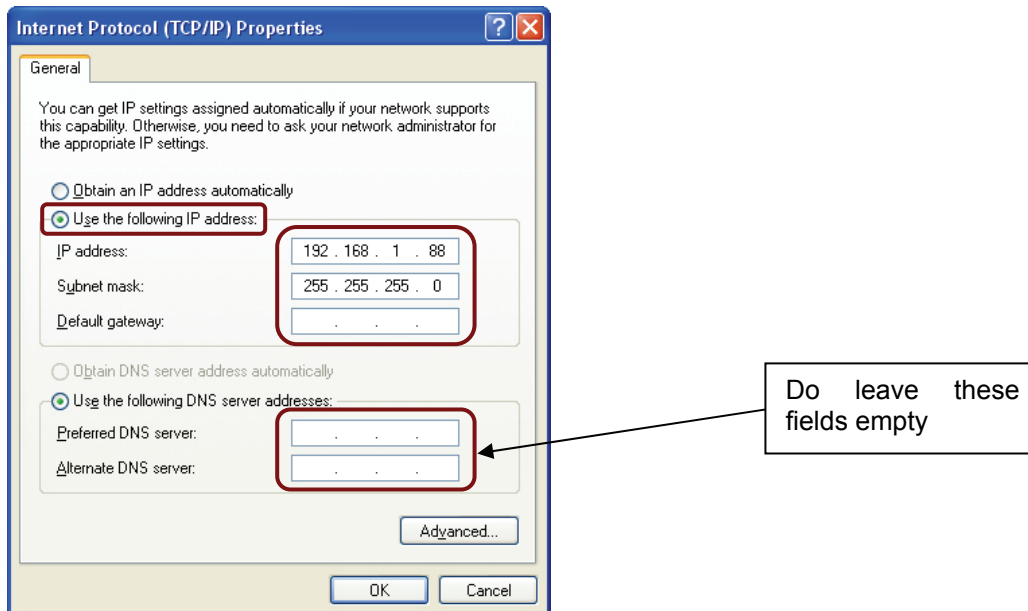 Internet Protocol (TCP/IP) Properties
General
You can get IP settings assigned automatically if your network supports
this capability. Otherwise, you need to ask your network administrator for
the appropriate IP settings.
Obtain an IP address automatically
Use the following IP address:
IP address: 192 . 168 . 1 . 88
Subnet mask: 255 . 255 . 255 . 0
Default gateway: . . .
Obtain DNS server address automatically
Use the following DNS server addresses:
Preferred DNS server: . . .
Alternate DNS server: . . .
Advanced...
OK Cancel
Do leave these
fields empty